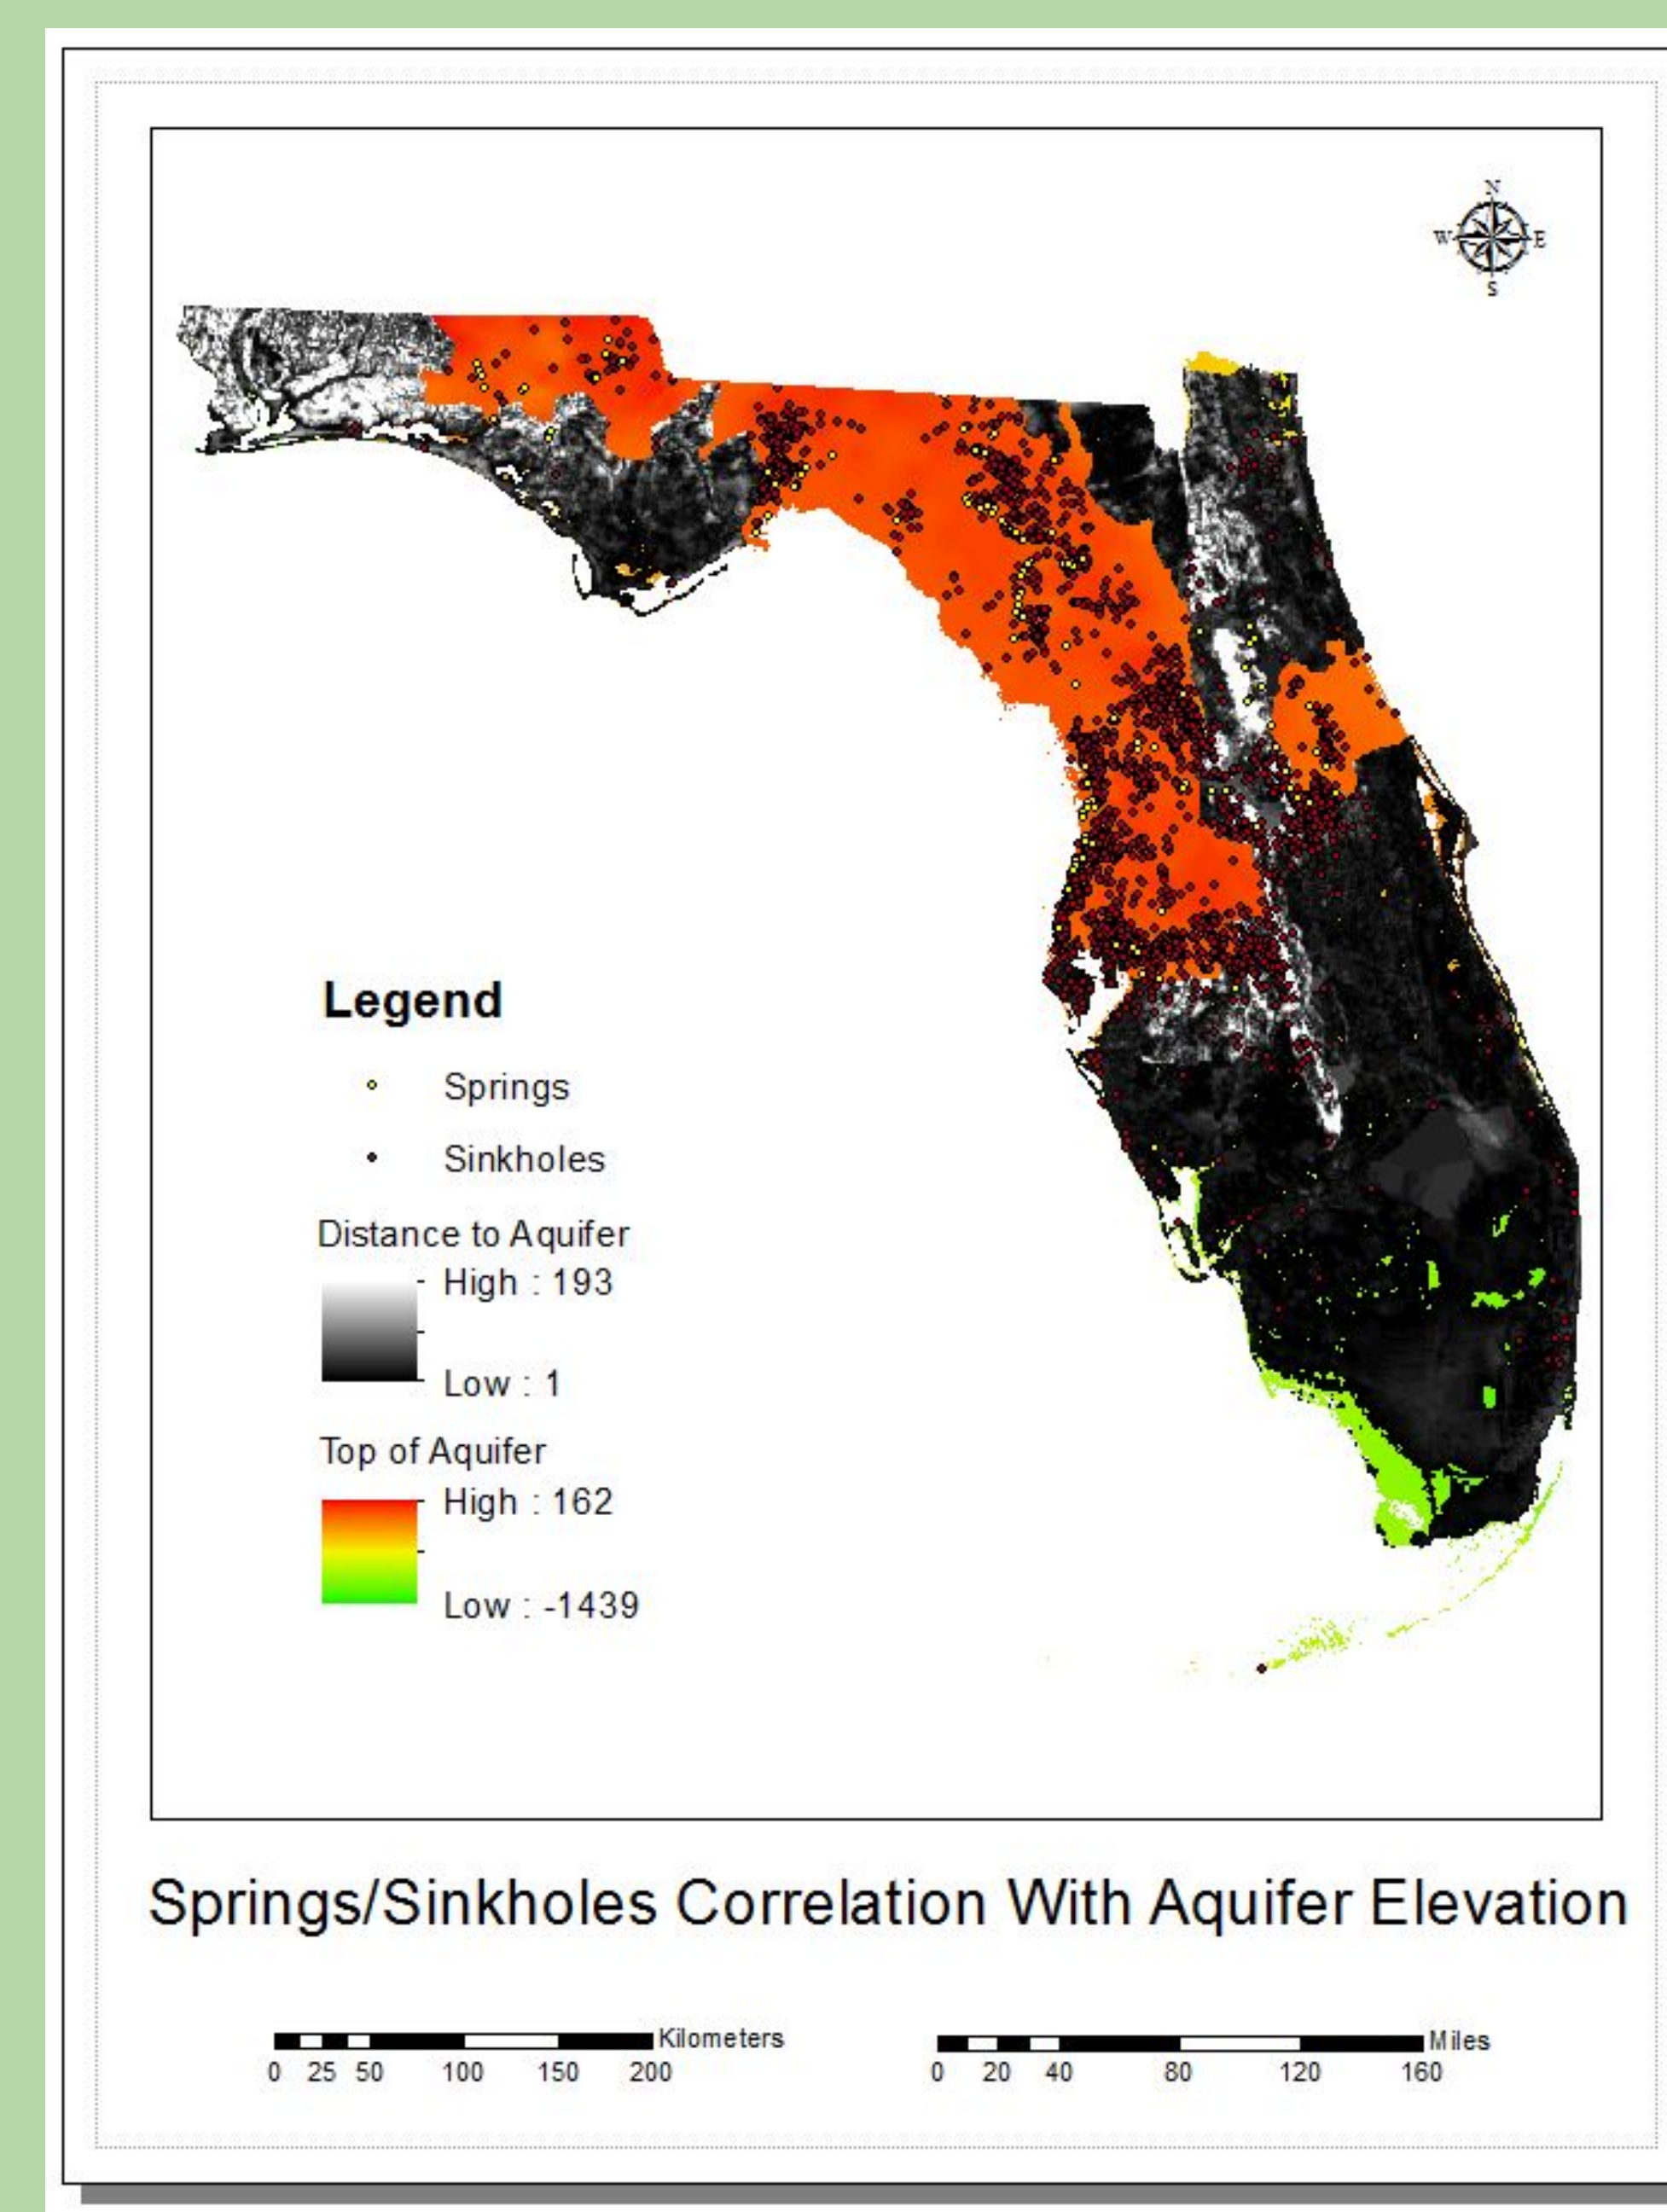 N
W E
S
Legend
Springs
Sinkholes
Distance to Aquifer
High : 193
Low : 1
Top of Aquifer
High : 162
Low : -1439
Springs/Sinkholes Correlation With Aquifer Elevation
Kilometers
0 25 50 100 150 200
Miles
0 20 40 80 120 160